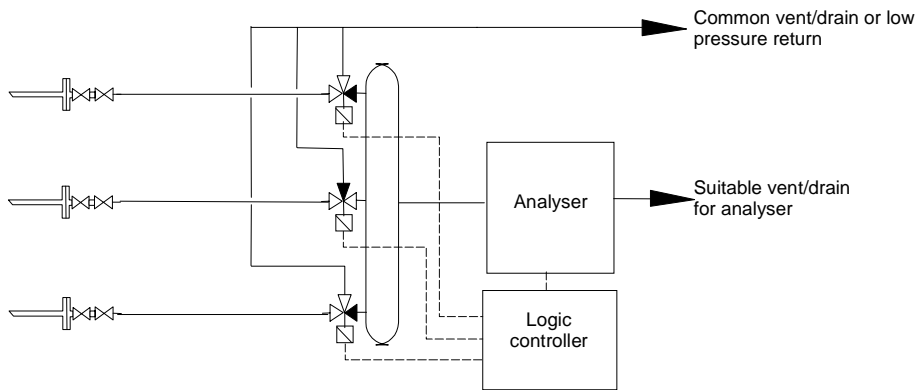 Common vent/drain or low
pressure return
Analyser
Suitable vent/drain
for analyser
Logic
controller